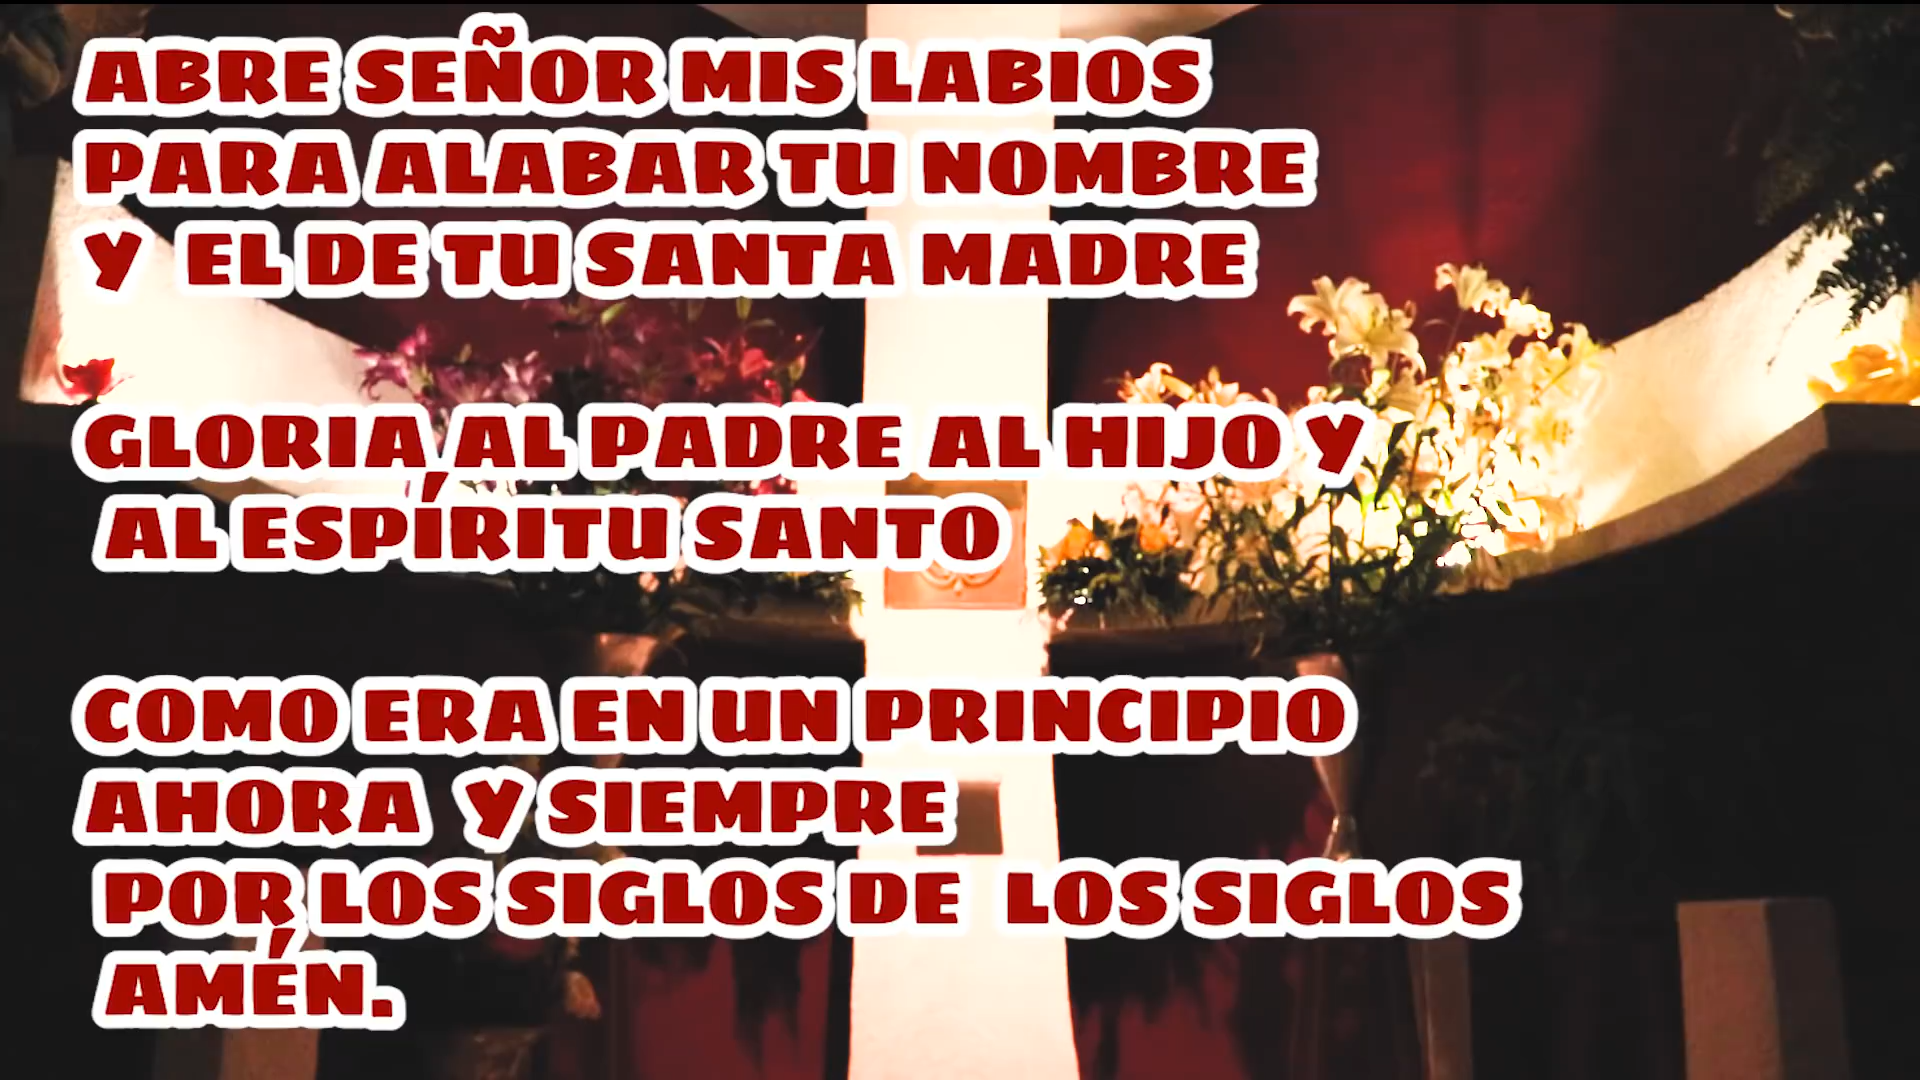 ABRE SEÑOR MIS LABIOS
PARA ALABAR TU NOMBRE
Y EL DE TU SANTA MADRE
GLORIA AL PADRE AL HIJO Y
AL ESPÍRITU SANTO
COMO ERA EN UN PRINCIPIO
AHORA Y SIEMPRE
POR LOS SIGLOS DE LOS SIGLOS
AMÉN.